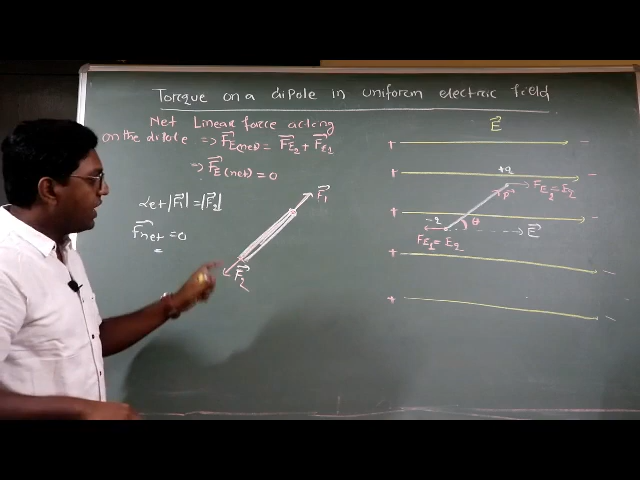 Torque on a dipole in uniform electric field
Net Linear force acting
on the dipole ⇒ F⃗E(net) = F⃗E2 + F⃗E1
⇒ F⃗E(net) = 0
Let |F⃗1| = |F⃗2|
F⃗net = 0
F⃗1
F⃗2
E⃗
+ -
+ -
+q
FE2 = Eq
P
+ -
-q
θ
E⃗
FE1 = Eq
+ -
+ -